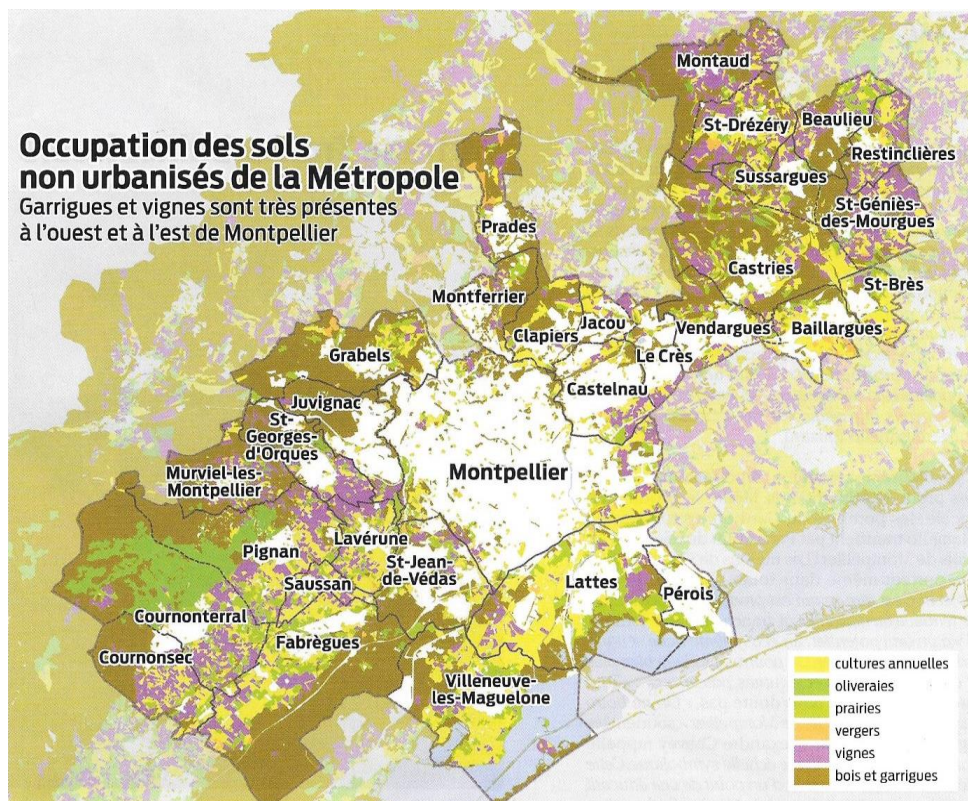 Occupation des sols
non urbanisés de la Métropole
Garrigues et vignes sont très présentes
à l'ouest et à l'est de Montpellier
Montaud
St-Drézéry
Beaulieu
Restinclières
Sussargues
St-Géniès-
des-Mourgues
Prades
Castries
St-Brès
Montferrier
Clapiers
Jacou
Vendargues
Baillargues
Le Crès
Grabels
Castelnau
Juvignac
St-
Georges-
d'Orques
Murviel-les-
Montpellier
Montpellier
Pignan
Lavérune
St-Jean-
de-Védas
Saussan
Lattes
Pérois
Cournonterral
Fabrègues
Cournonsec
Villeneuve-
les-Maguelone
cultures annuelles
oliveraies
prairies
vergers
vignes
bois et garrigues